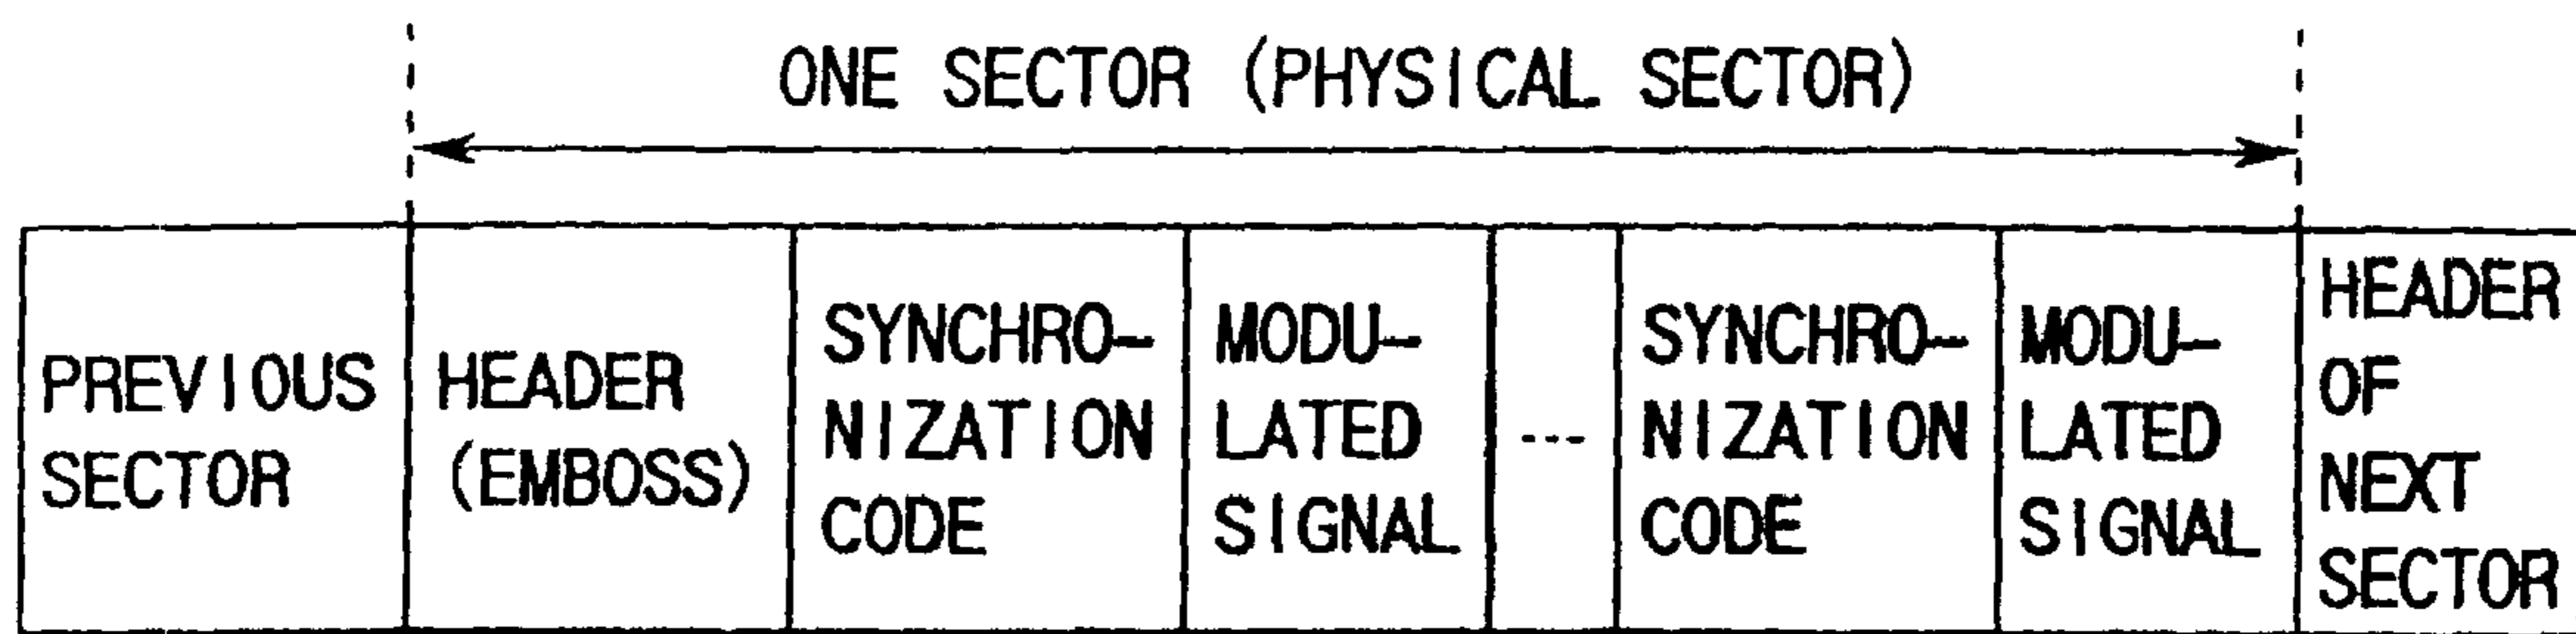 ONE SECTOR (PHYSICAL SECTOR)
PREVIOUS
SECTOR
HEADER
(EMBOSS)
SYNCHRO-
NIZATION
CODE
MODU-
LATED
SIGNAL
---
SYNCHRO-
NIZATION
CODE
MODU-
LATED
SIGNAL
HEADER
OF
NEXT
SECTOR